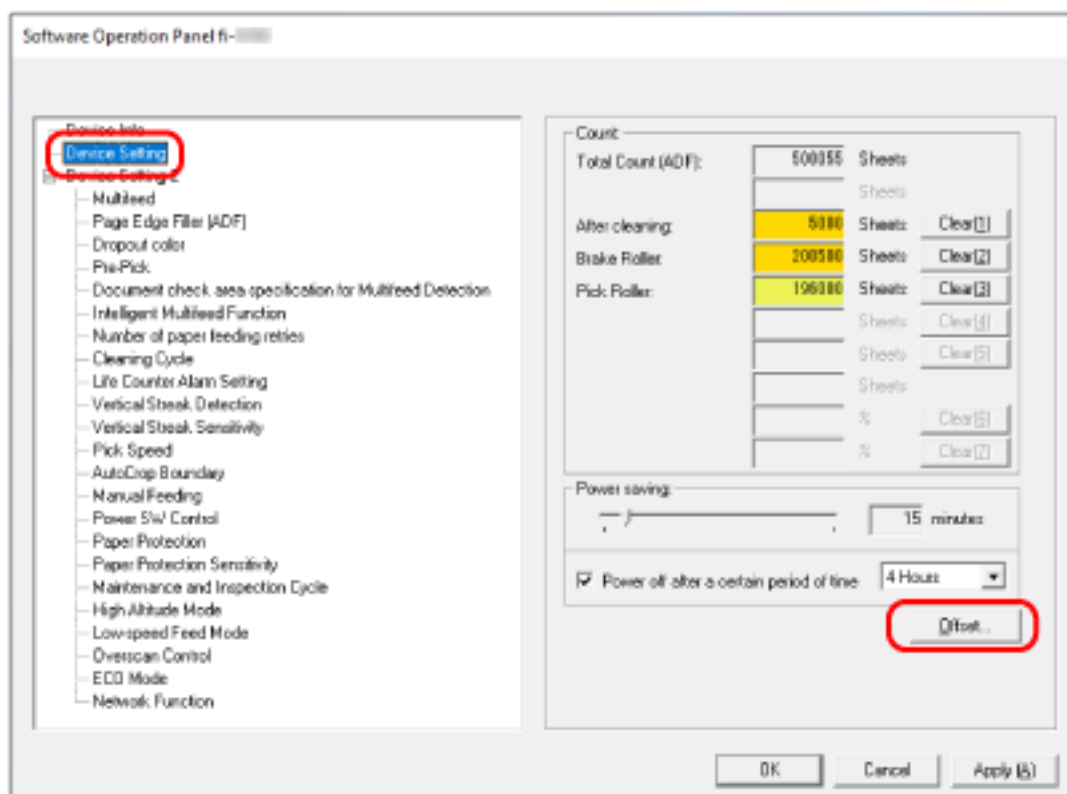 Software Operation Panel fi-
Device Info
Device Setting
Device Setting 2
Multifeed
Page Edge Filler (ADF)
Dropout color
Pre-Pick
Document check area specification for Multifeed Detection
Intelligent Multifeed Function
Number of paper feeding retries
Cleaning Cycle
Life Counter Alarm Setting
Vertical Streak Detection
Vertical Streak Sensitivity
Pick Speed
AutoCrop Boundary
Manual Feeding
Power SW Control
Paper Protection
Paper Protection Sensitivity
Maintenance and Inspection Cycle
High Altitude Mode
Low-speed Feed Mode
Overscan Control
ECO Mode
Network Function
Count
Total Count (ADF): 500055 Sheets
Sheets
After cleaning: 5000 Sheets Clear(1)
Brake Roller: 200500 Sheets Clear(2)
Pick Roller: 196000 Sheets Clear(3)
Sheets Clear(4)
Sheets Clear(5)
Sheets
% Clear(6)
% Clear(7)
Power saving:
15 minutes
Power off after a certain period of time 4 Hours
Offset...
OK Cancel Apply (A)